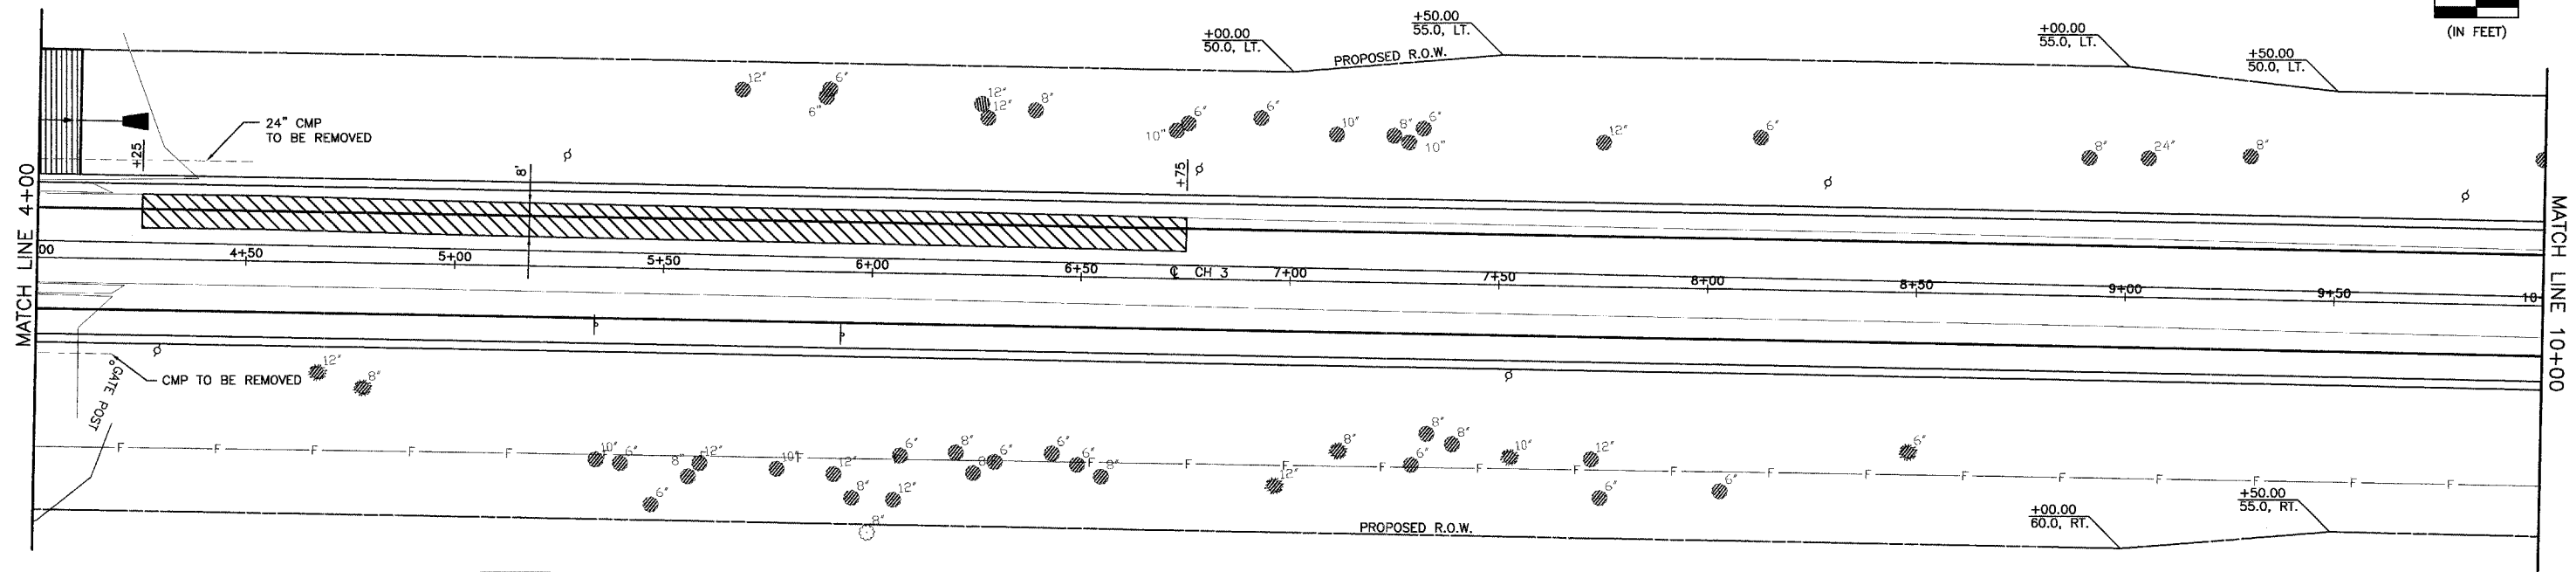 (IN FEET)
+50.00
55.0, LT.
+00.00
50.0, LT.
PROPOSED R.O.W.
+00.00
55.0, LT.
+50.00
50.0, LT.
12"
6"
6"
12"
12"
8"
10"
6"
6"
10"
8"
6"
10"
12"
6"
8"
24"
8"
24" CMP
TO BE REMOVED
+25
8'
+75
MATCH LINE 4+00
MATCH LINE 10+00
00
4+50
5+00
5+50
6+00
6+50
℄ CH 3
7+00
7+50
8+00
8+50
9+00
9+50
10
CMP TO BE REMOVED
GATE POST
12"
8"
F
F
F
F
F
10"
6"
6"
8"
12"
10"
F
12"
8"
12"
8"
6"
8"
8"
6"
6"
6"
F
8"
F
12"
F
8"
F
6"
8"
8"
F
10"
F
12"
6"
F
6"
F
F
6"
F
F
F
F
F
PROPOSED R.O.W.
+00.00
60.0, RT.
+50.00
55.0, RT.